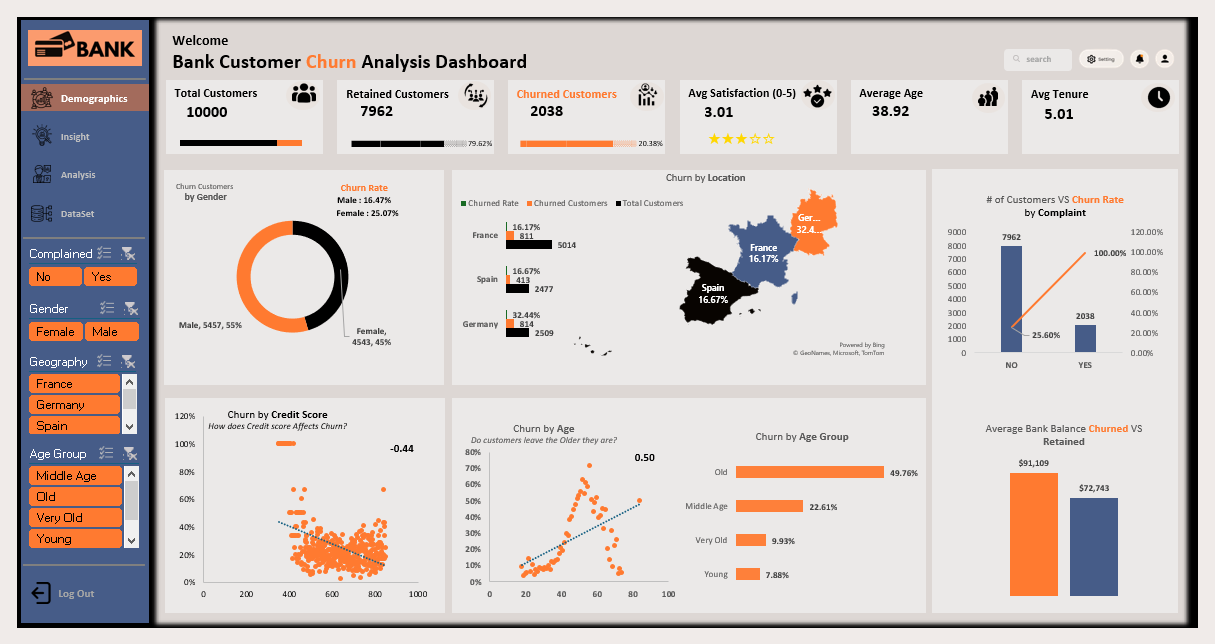 BANK
Demographics
Insight
Analysis
DataSet
Complained
No
Yes
Gender
Female
Male
Geography
France
Germany
Spain
Age Group
Middle Age
Old
Very Old
Young
Log Out
Welcome
Bank Customer Churn Analysis Dashboard
search
Setting
Total Customers
10000
Retained Customers
7962
79.62%
Churned Customers
2038
20.38%
Avg Satisfaction (0-5)
3.01
Average Age
38.92
Avg Tenure
5.01
Churn Customers
by Gender
Churn Rate
Male : 16.47%
Female : 25.07%
Male, 5457, 55%
Female,
4543, 45%
Churn by Location
Churned Rate
Churned Customers
Total Customers
France
16.17%
811
5014
Spain
16.67%
413
2477
Germany
32.44%
814
2509
Ger...
32.4...
France
16.17%
Spain
16.67%
Powered by Bing
© GeoNames, Microsoft, TomTom
# of Customers VS Churn Rate
by Complaint
9000
8000
7000
6000
5000
4000
3000
2000
1000
0
7962
2038
25.60%
100.00%
120.00%
100.00%
80.00%
60.00%
40.00%
20.00%
0.00%
NO
YES
Churn by Credit Score
How does Credit score Affects Churn?
-0.44
120%
100%
80%
60%
40%
20%
0%
0
200
400
600
800
1000
Churn by Age
Do customers leave the Older they are?
0.50
80%
70%
60%
50%
40%
30%
20%
10%
0%
0
20
40
60
80
100
Churn by Age Group
Old
49.76%
Middle Age
22.61%
Very Old
9.93%
Young
7.88%
Average Bank Balance Churned VS
Retained
$91,109
$72,743